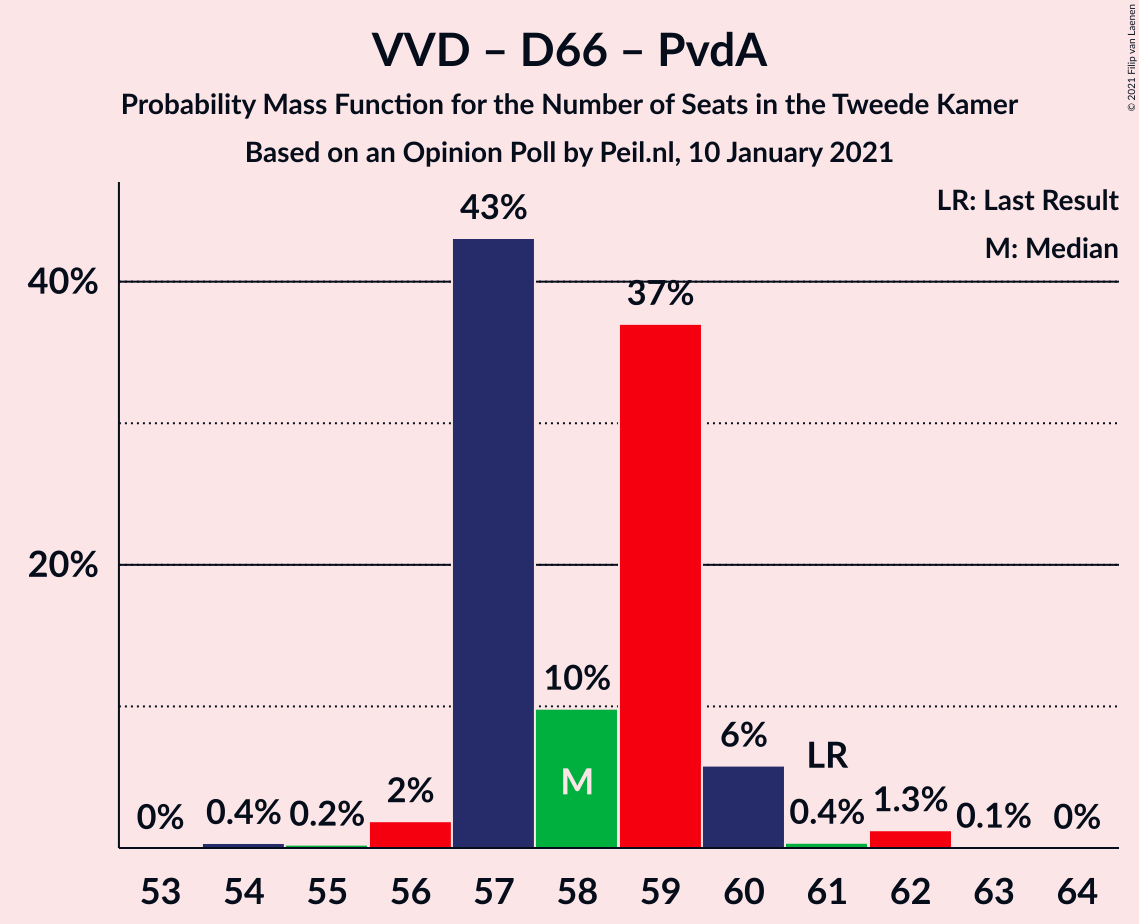 VVD – D66 – PvdA
Probability Mass Function for the Number of Seats in the Tweede Kamer
Based on an Opinion Poll by Peil.nl, 10 January 2021
© 2021 Filip van Laenen
LR: Last Result
M: Median
40%
20%
0%
0.4%
0.2%
2%
43%
10%
37%
6%
0.4%
1.3%
0.1%
0%
M
LR
53 54 55 56 57 58 59 60 61 62 63 64